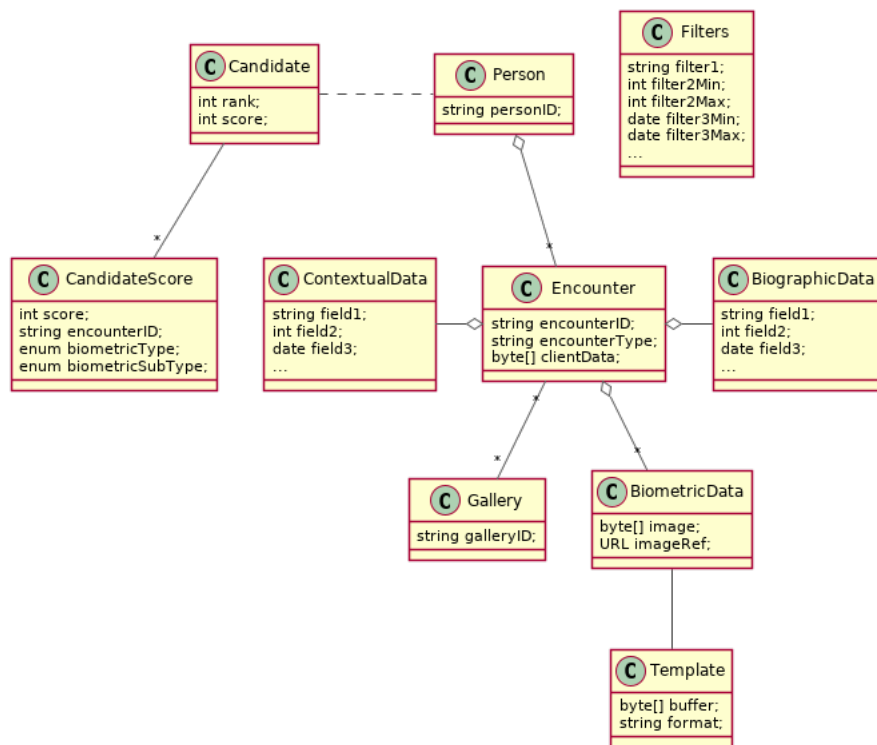 C Candidate
int rank;
int score;
C Person
string personID;
C Filters
string filter1;
int filter2Min;
int filter2Max;
date filter3Min;
date filter3Max;
...
*
*
C CandidateScore
int score;
string encounterID;
enum biometricType;
enum biometricSubType;
C ContextualData
string field1;
int field2;
date field3;
...
C Encounter
string encounterID;
string encounterType;
byte[] clientData;
C BiographicData
string field1;
int field2;
date field3;
...
*
*
*
C Gallery
string galleryID;
C BiometricData
byte[] image;
URL imageRef;
C Template
byte[] buffer;
string format;